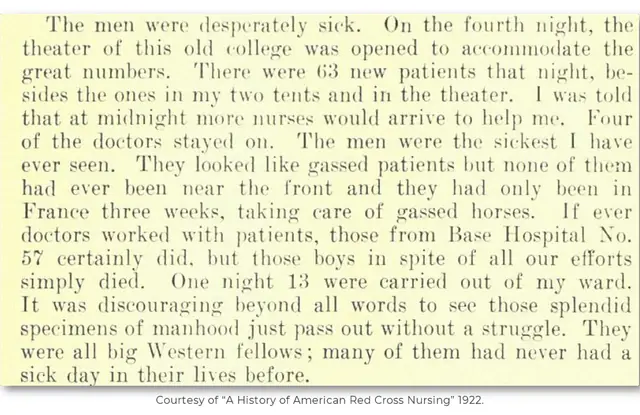 The men were desperately sick. On the fourth night, the
theater of this old college was opened to accommodate the
great numbers. There were 63 new patients that night, be-
sides the ones in my two tents and in the theater. I was told
that at midnight more nurses would arrive to help me. Four
of the doctors stayed on. The men were the sickest I have
ever seen. They looked like gassed patients but none of them
had ever been near the front and they had only been in
France three weeks, taking care of gassed horses. If ever
doctors worked with patients, those from Base Hospital No.
57 certainly did, but those boys in spite of all our efforts
simply died. One night 13 were carried out of my ward.
It was discouraging beyond all words to see those splendid
specimens of manhood just pass out without a struggle. They
were all big Western fellows; many of them had never had a
sick day in their lives before.
Courtesy of "A History of American Red Cross Nursing" 1922.